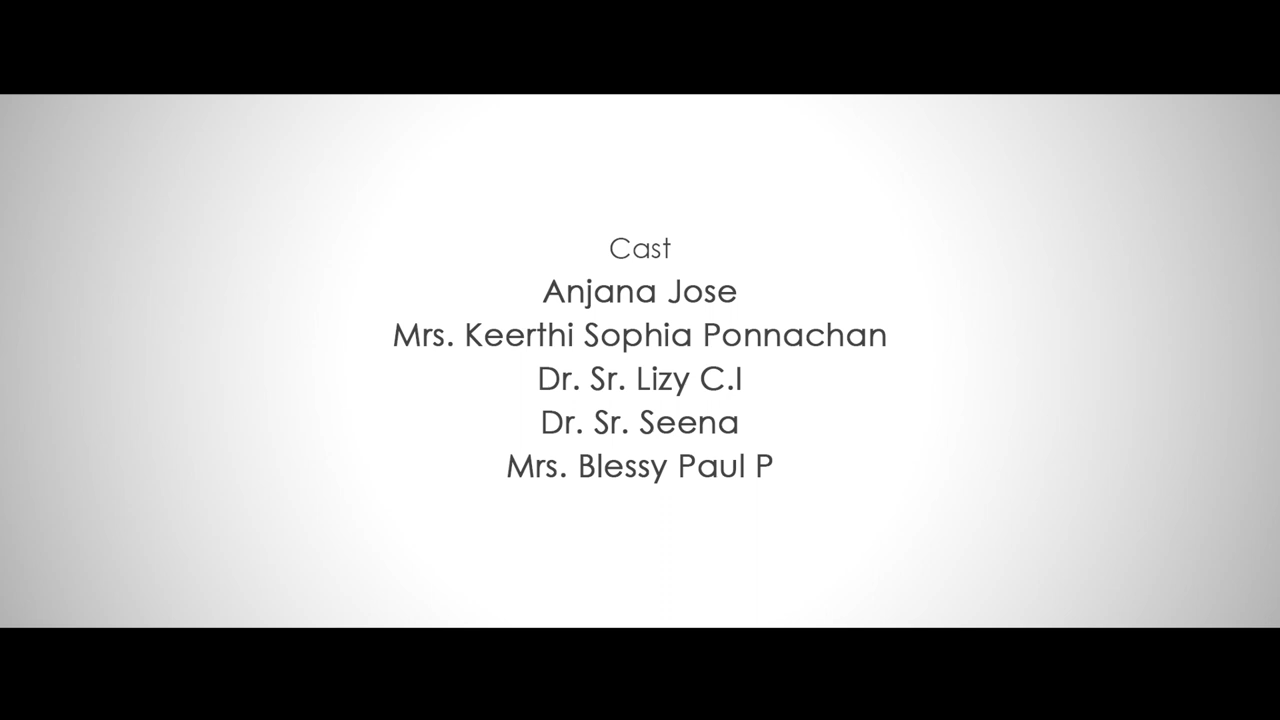 Cast
Anjana Jose
Mrs. Keerthi Sophia Ponnachan
Dr. Sr. Lizy C.I
Dr. Sr. Seena
Mrs. Blessy Paul P